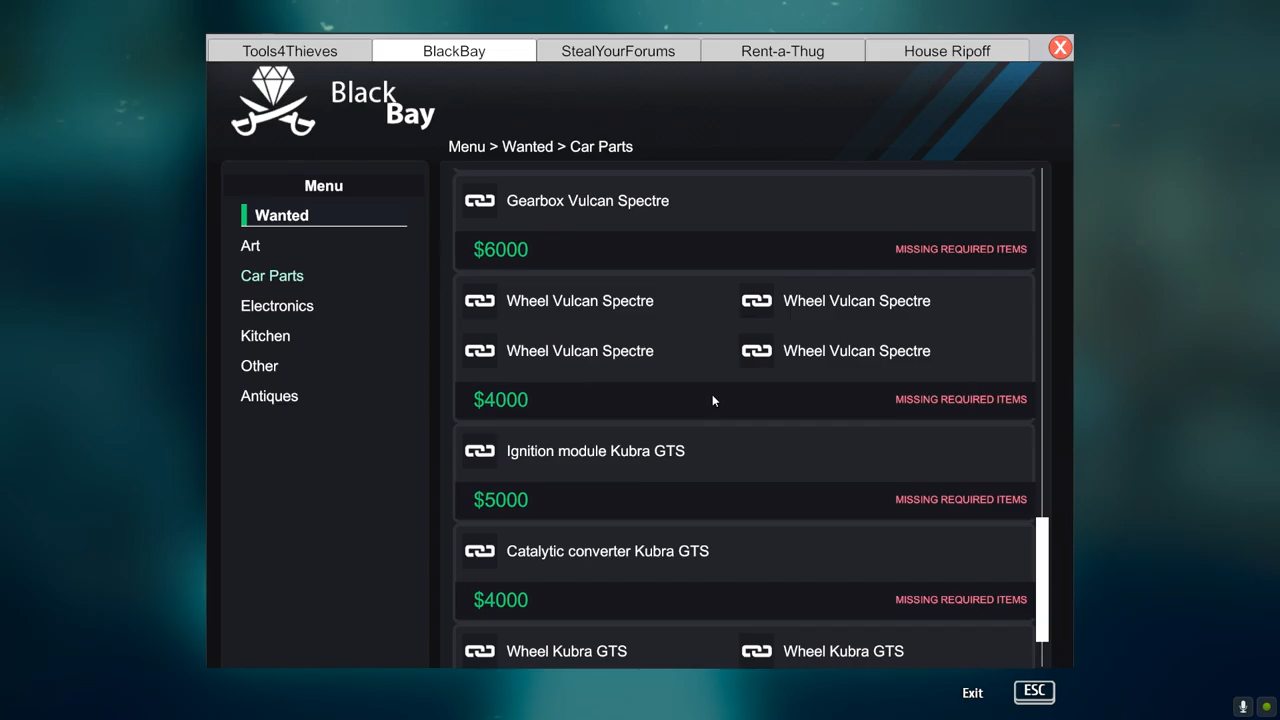 Tools4Thieves BlackBay StealYourForums Rent-a-Thug House Ripoff X
Black
Bay
Menu > Wanted > Car Parts
Menu
Wanted
Art
Car Parts
Electronics
Kitchen
Other
Antiques
Gearbox Vulcan Spectre
$6000 MISSING REQUIRED ITEMS
Wheel Vulcan Spectre Wheel Vulcan Spectre
Wheel Vulcan Spectre Wheel Vulcan Spectre
$4000 MISSING REQUIRED ITEMS
Ignition module Kubra GTS
$5000 MISSING REQUIRED ITEMS
Catalytic converter Kubra GTS
$4000 MISSING REQUIRED ITEMS
Wheel Kubra GTS Wheel Kubra GTS
Exit ESC